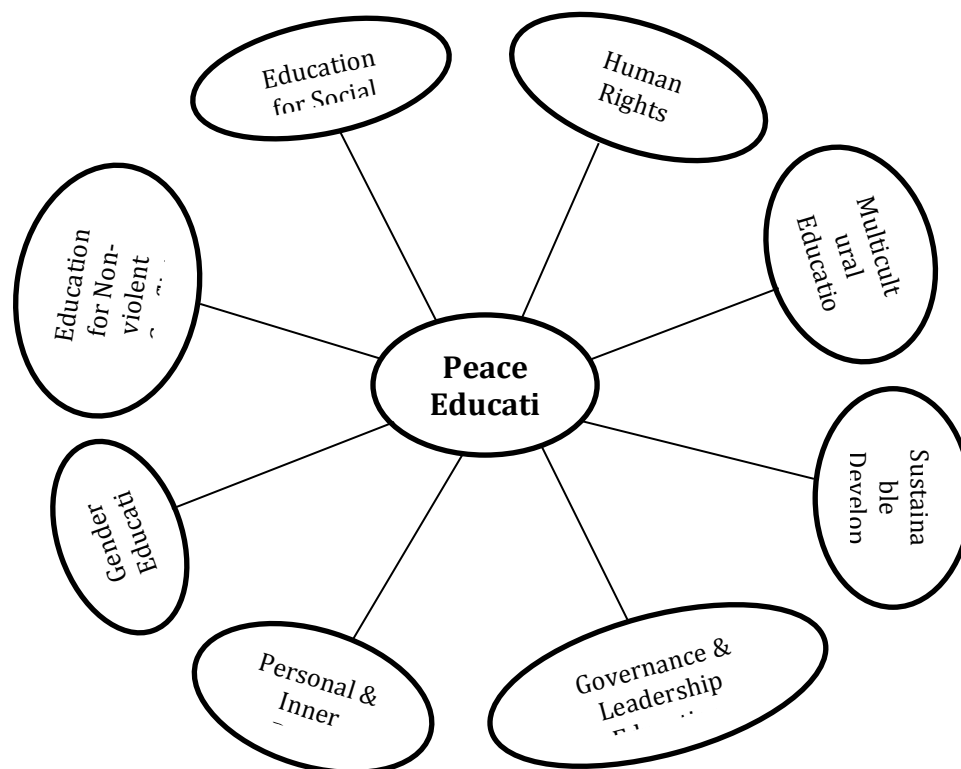 Education
for Social
Human
Rights
Multicult
ural
Educatio
Sustaina
ble
Develop
Governance &
Leadership
Personal &
Inner
Gender
Educati
Education
for Non-
violent
Peace
Educati